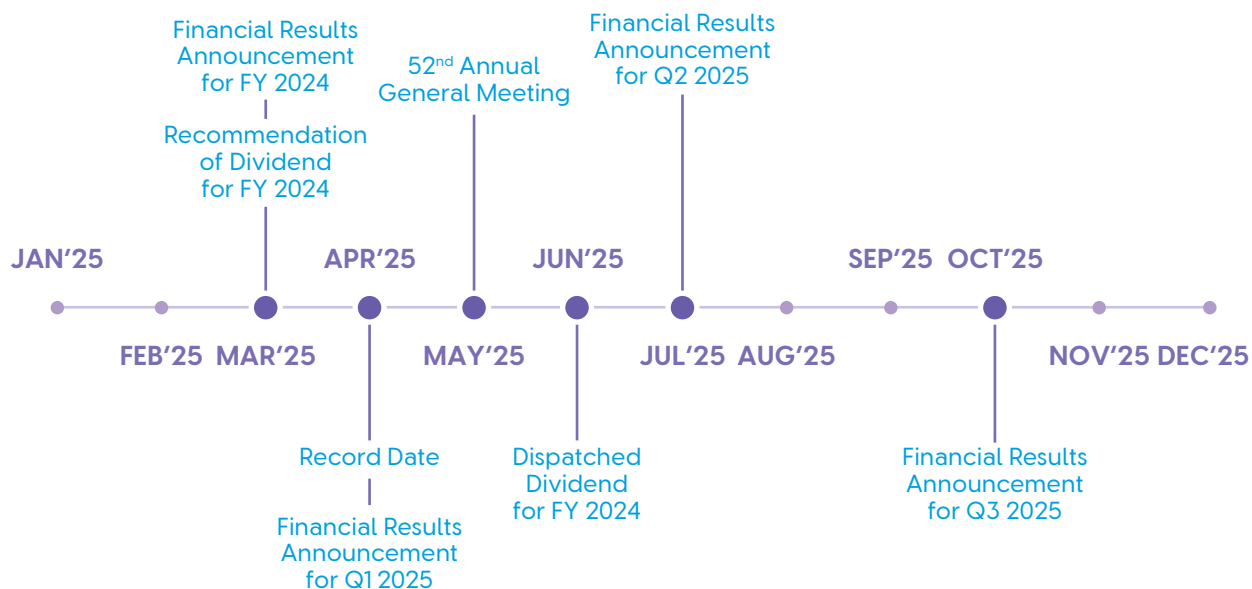 Financial Results
Announcement
for FY 2024
Recommendation
of Dividend
for FY 2024
52nd Annual
General Meeting
Financial Results
Announcement
for Q2 2025
JAN’25
APR’25
JUN’25
SEP’25
OCT’25
FEB’25
MAR’25
MAY’25
JUL’25
AUG’25
NOV’25
DEC’25
Record Date
Financial Results
Announcement
for Q1 2025
Dispatched
Dividend
for FY 2024
Financial Results
Announcement
for Q3 2025